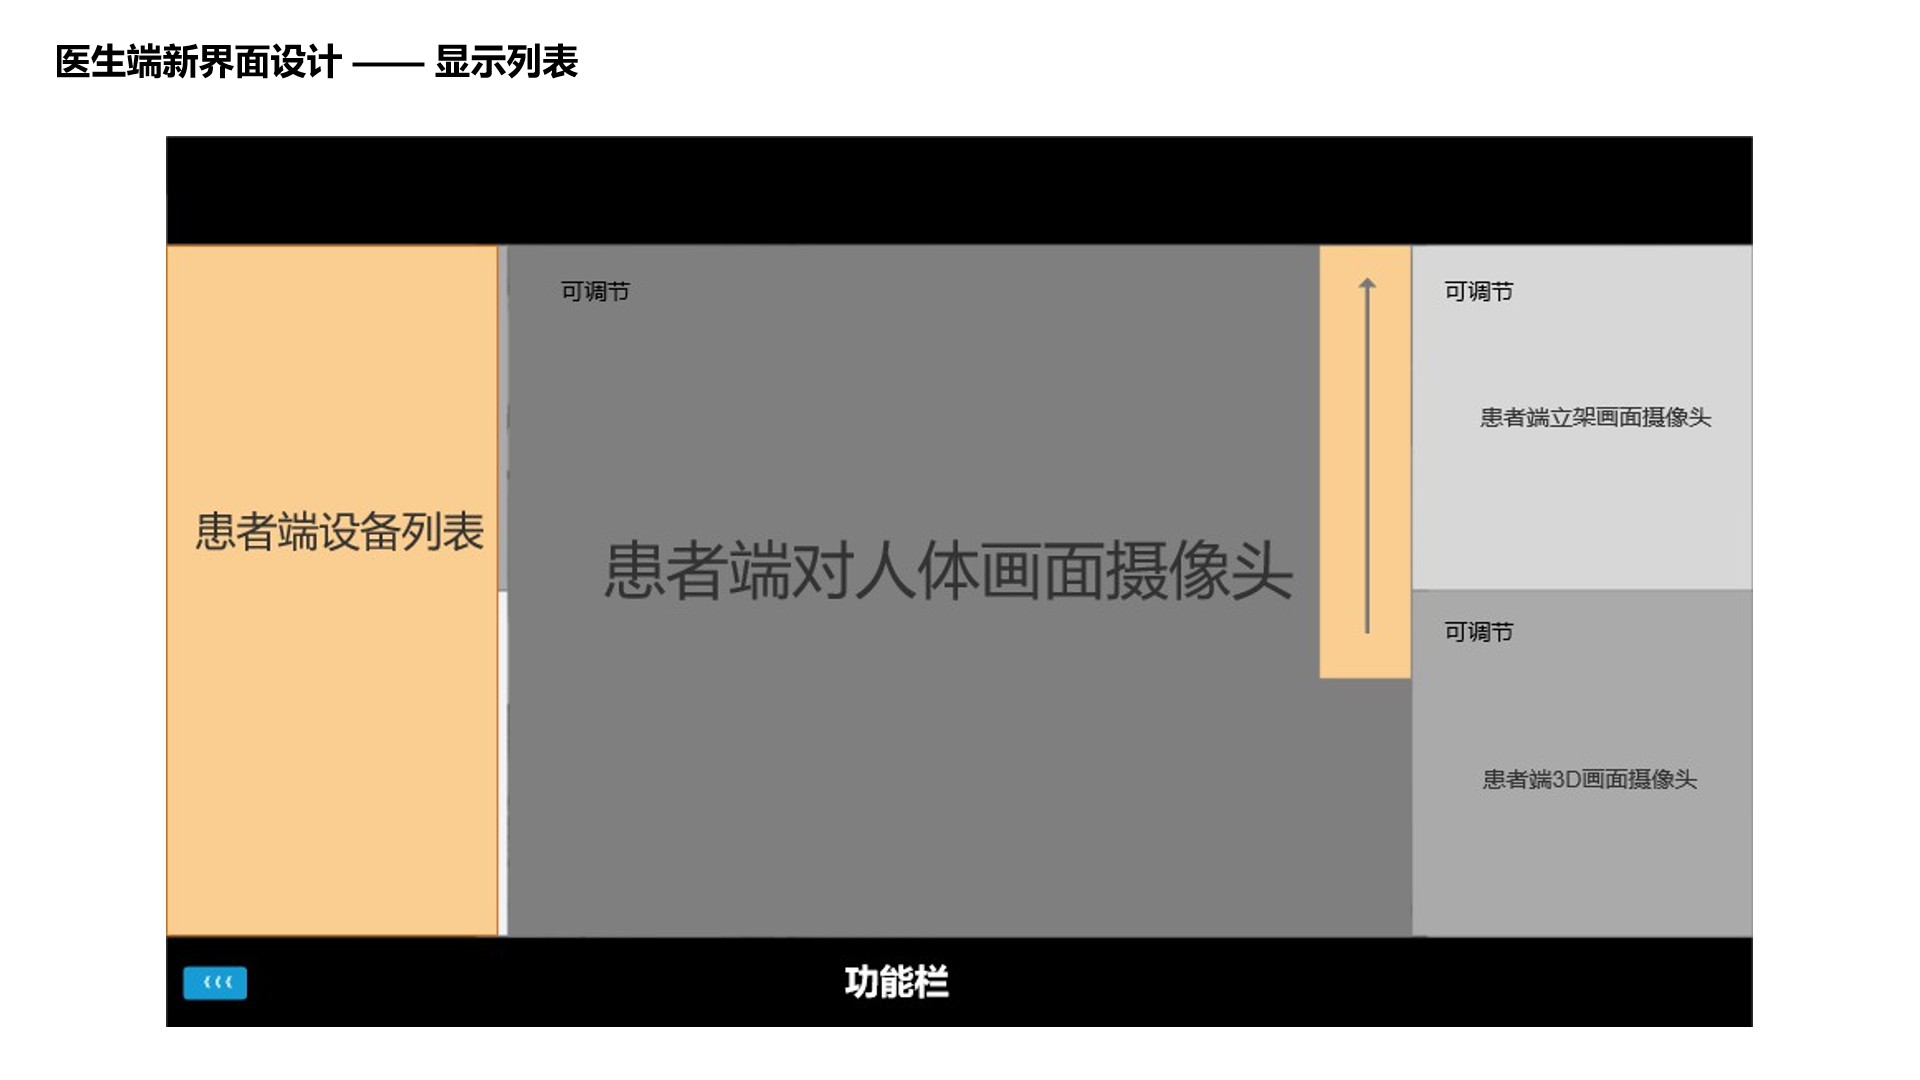 医生端新界面设计 —— 显示列表
可调节
可调节
患者端立架画面摄像头
患者端设备列表
患者端对人体画面摄像头
可调节
患者端3D画面摄像头
功能栏